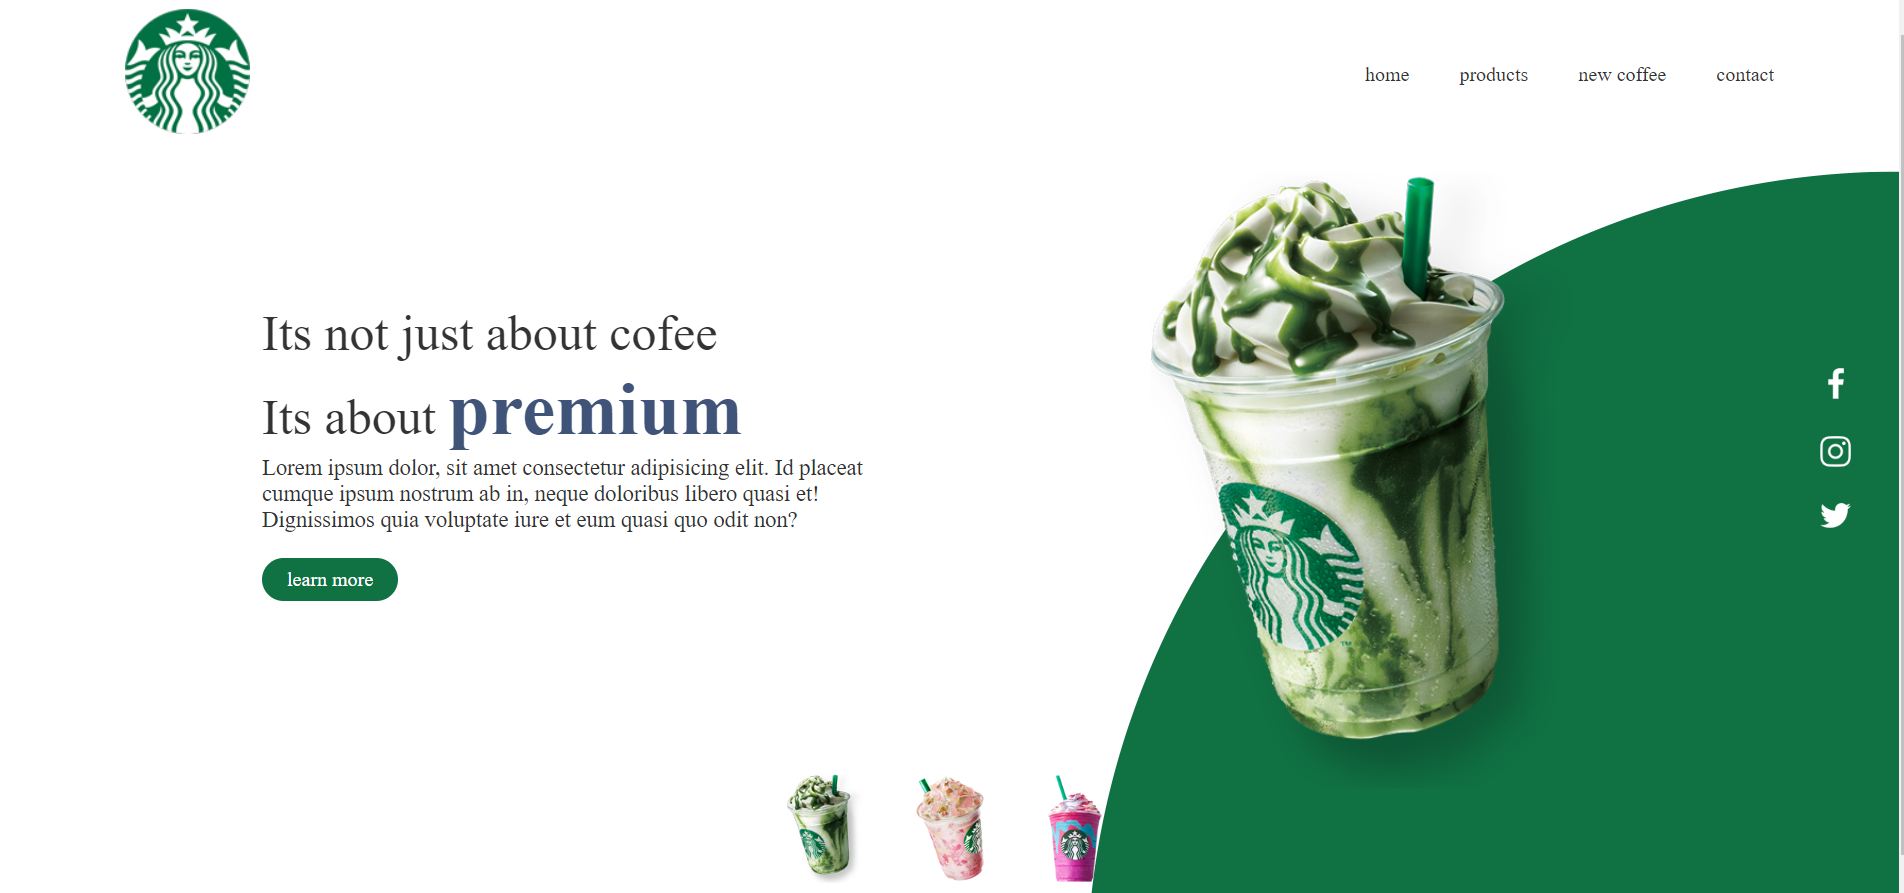 home
products
new coffee
contact
Its not just about cofee
Its about premium
Lorem ipsum dolor, sit amet consectetur adipisicing elit. Id placeat
cumque ipsum nostrum ab in, neque doloribus libero quasi et!
Dignissimos quia voluptate iure et eum quasi quo odit non?
learn more
TM